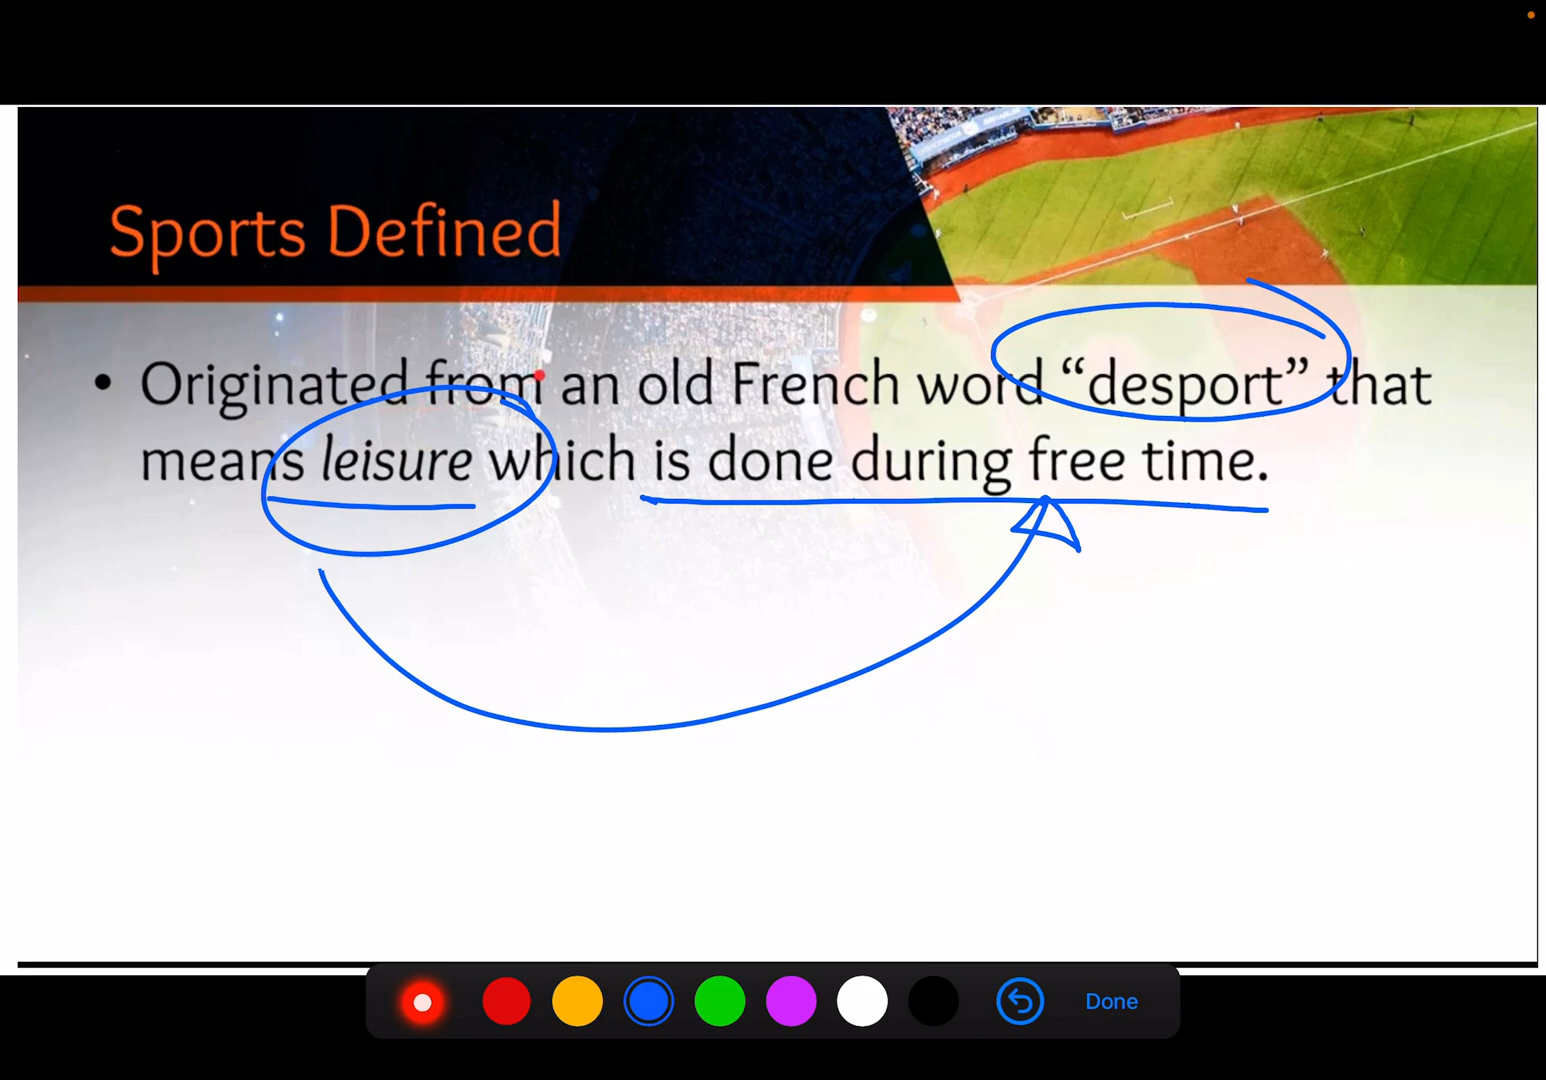 Sports Defined
• Originated from an old French word “desport” that
means leisure which is done during free time.
Done